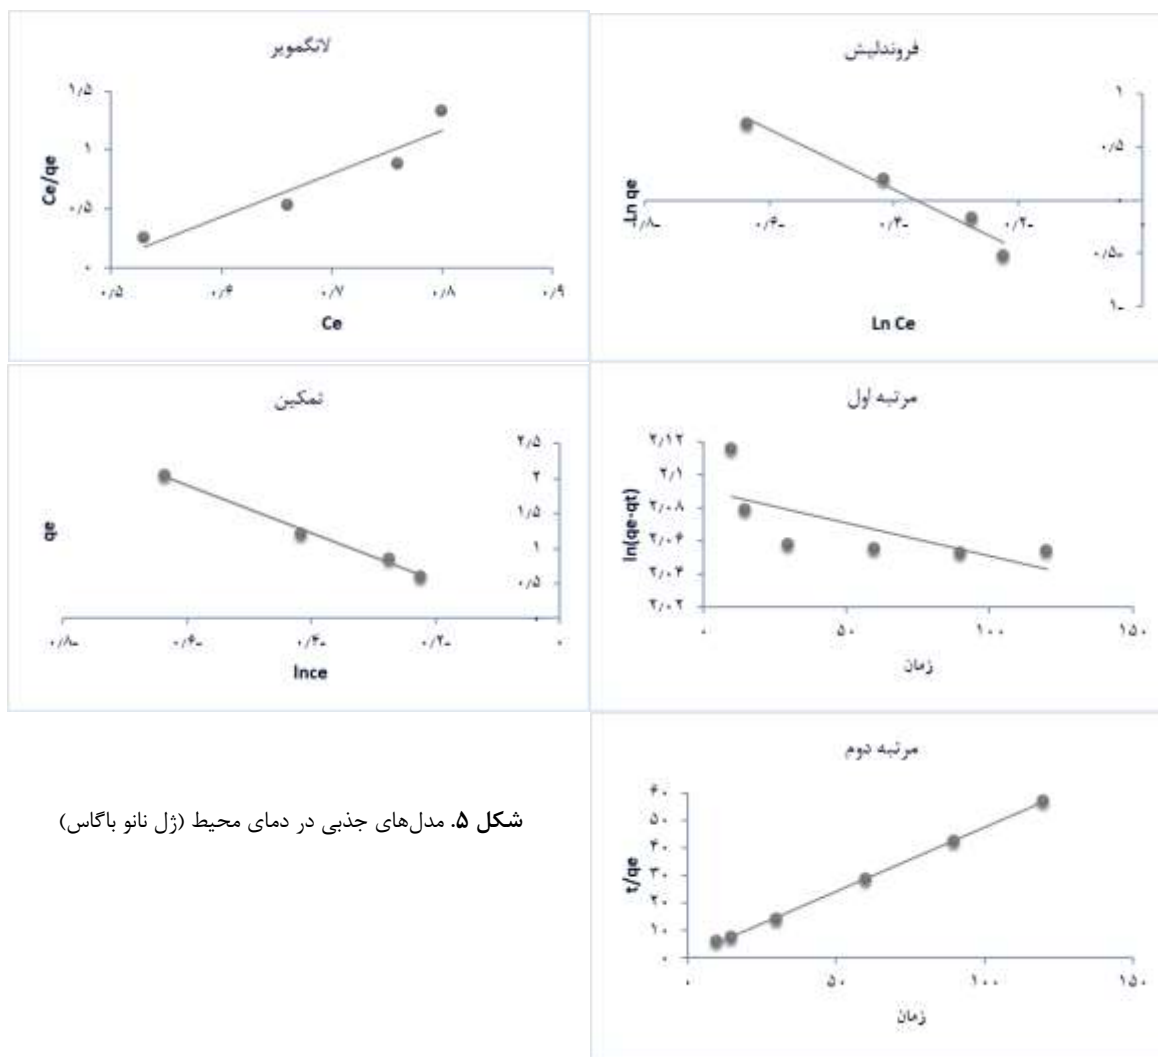 لانگمویر
۱/۵
۱
۰/۵
۰
۰/۵ ۰/۶ ۰/۷ ۰/۸ ۰/۹
Ce/qe
Ce
فروندلیش
۱
۰/۵
۰
-۰/۵
-۱
-۰/۸ -۰/۶ -۰/۴ -۰/۲
Ln qe
Ln Ce
تمکین
۲/۵
۲
۱/۵
۱
۰/۵
۰
-۰/۸ -۰/۶ -۰/۴ -۰/۲ ۰
qe
lnce
مرتبه اول
۲/۱۲
۲/۱
۲/۰۸
۲/۰۶
۲/۰۴
۲/۰۲
۰ ۵۰ ۱۰۰ ۱۵۰
ln(qe-qt)
زمان
شکل ۵. مدل‌های جذبی در دمای محیط (ژل نانو باگاس)
مرتبه دوم
۶۰
۵۰
۴۰
۳۰
۲۰
۱۰
۰
۰ ۵۰ ۱۰۰ ۱۵۰
t/qe
زمان